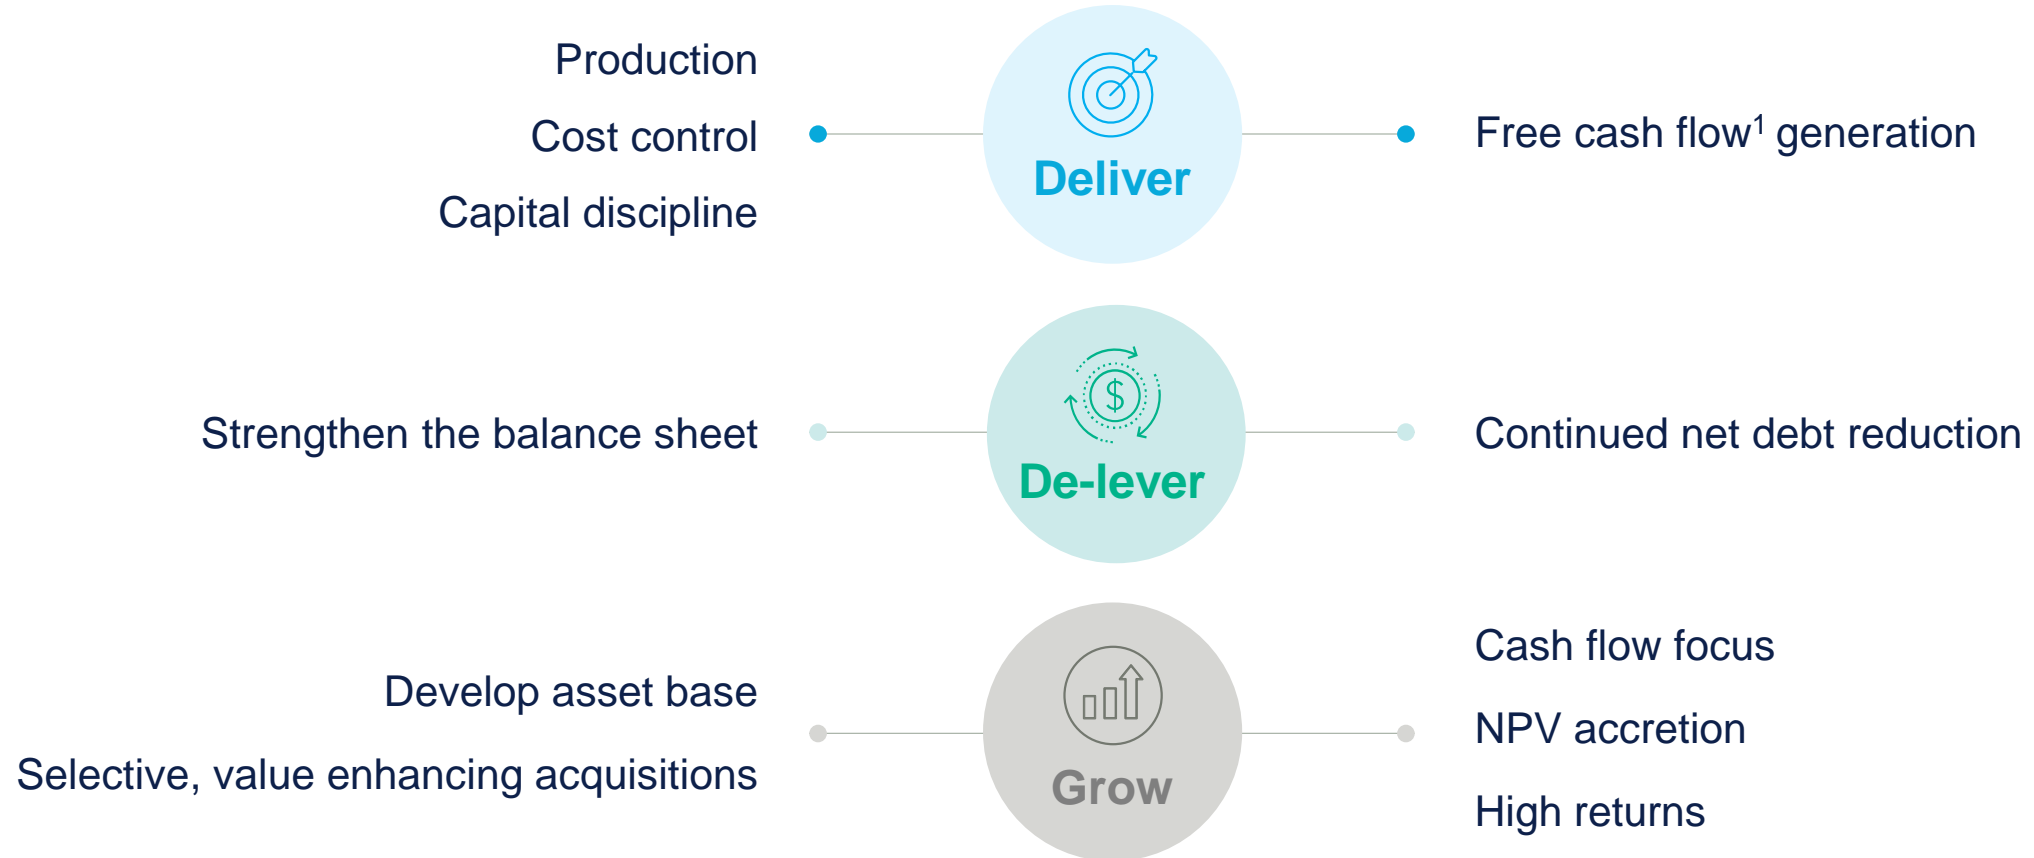 Production
Cost control
Capital discipline
Deliver
Free cash flow¹ generation
Strengthen the balance sheet
$
De-lever
Continued net debt reduction
Develop asset base
Selective, value enhancing acquisitions
Grow
Cash flow focus
NPV accretion
High returns